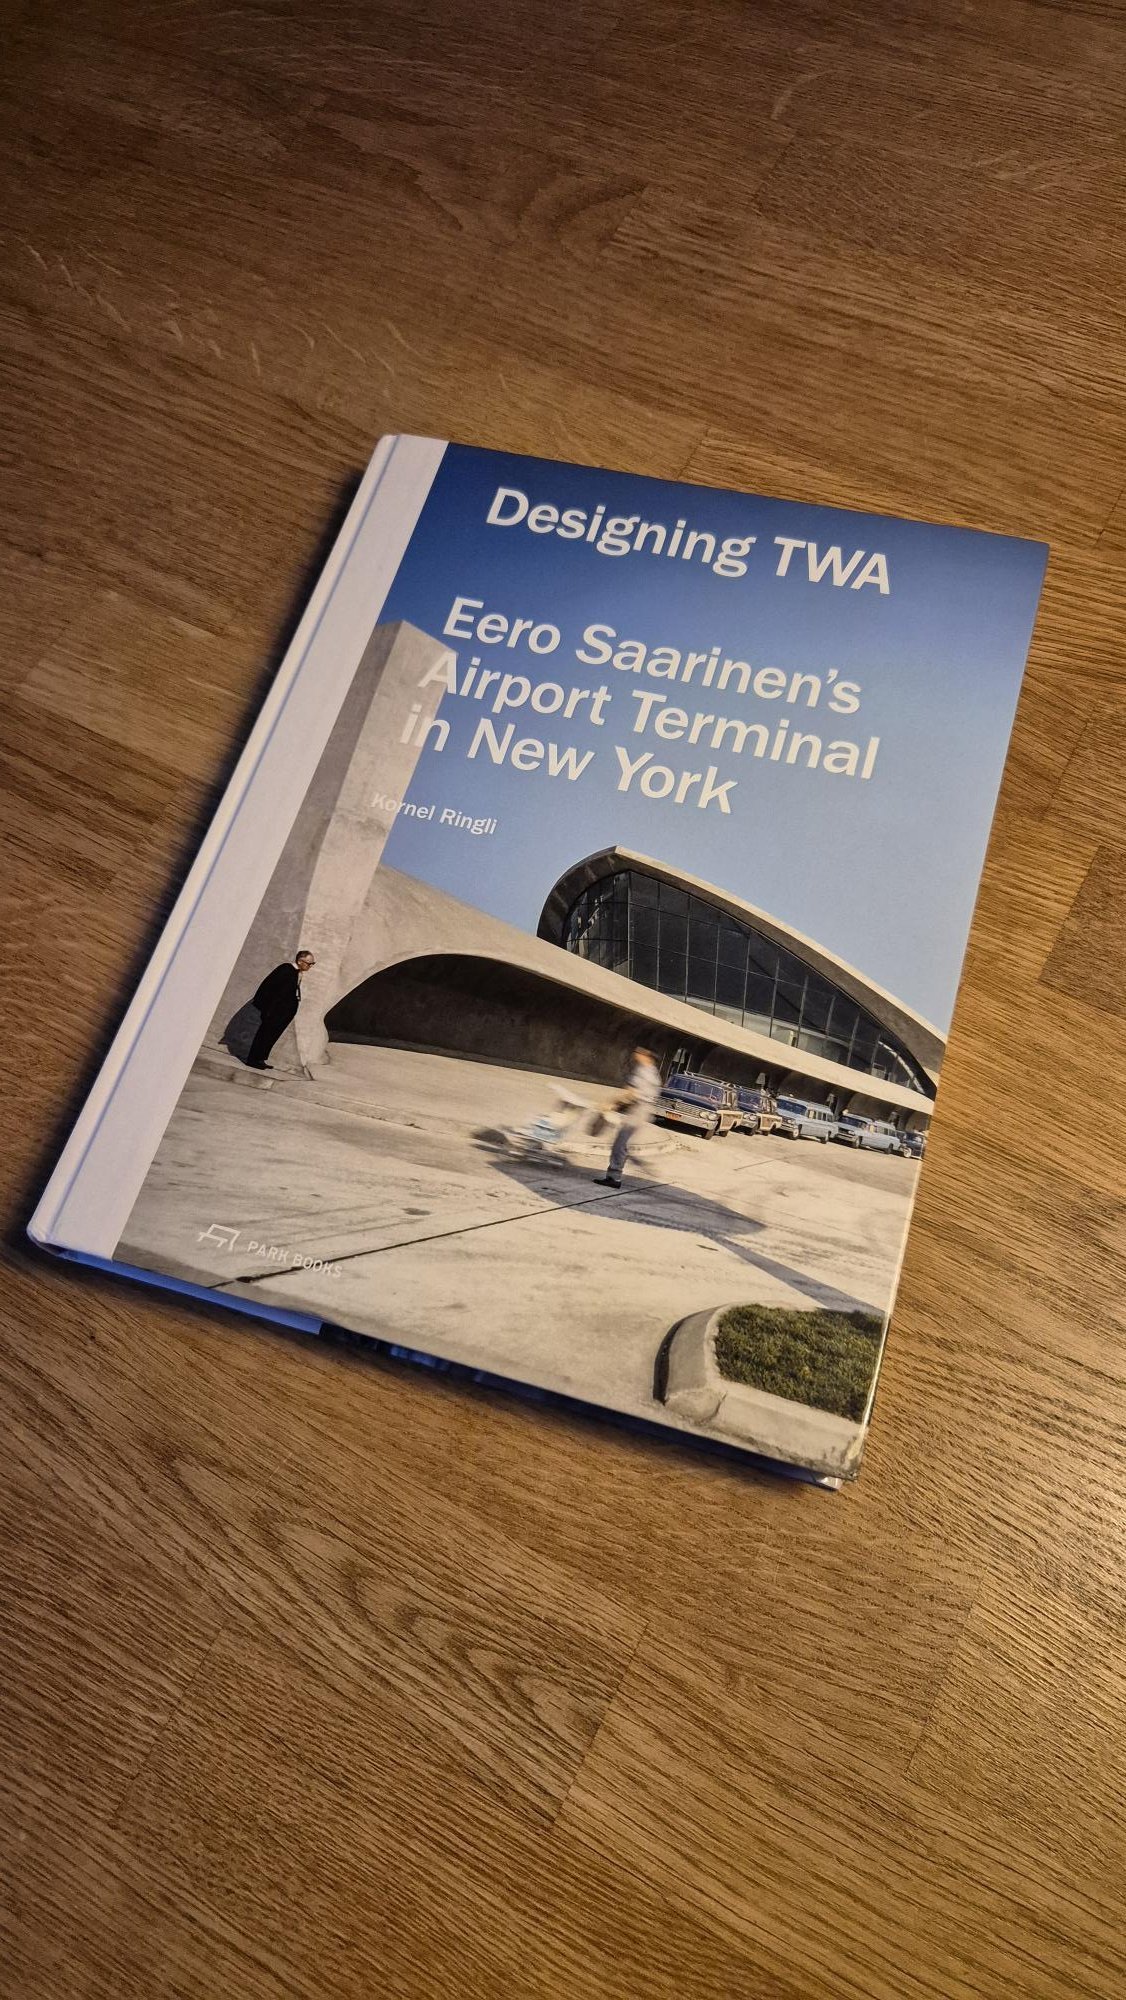 Designing TWA
Eero Saarinen's
Airport Terminal
in New York
Kornel Ringli
PARK BOOKS